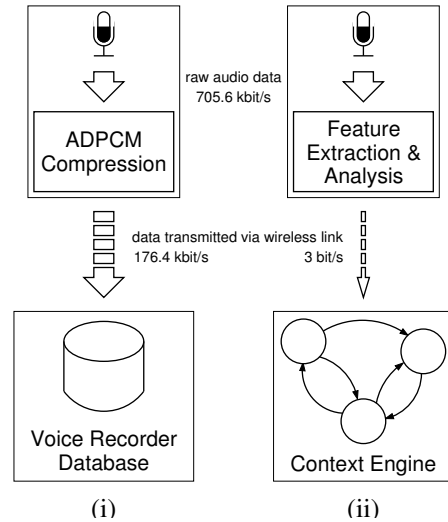 raw audio data
705.6 kbit/s
ADPCM
Compression
Feature
Extraction &
Analysis
data transmitted via wireless link
176.4 kbit/s
3 bit/s
Voice Recorder
Database
Context Engine
(i)
(ii)